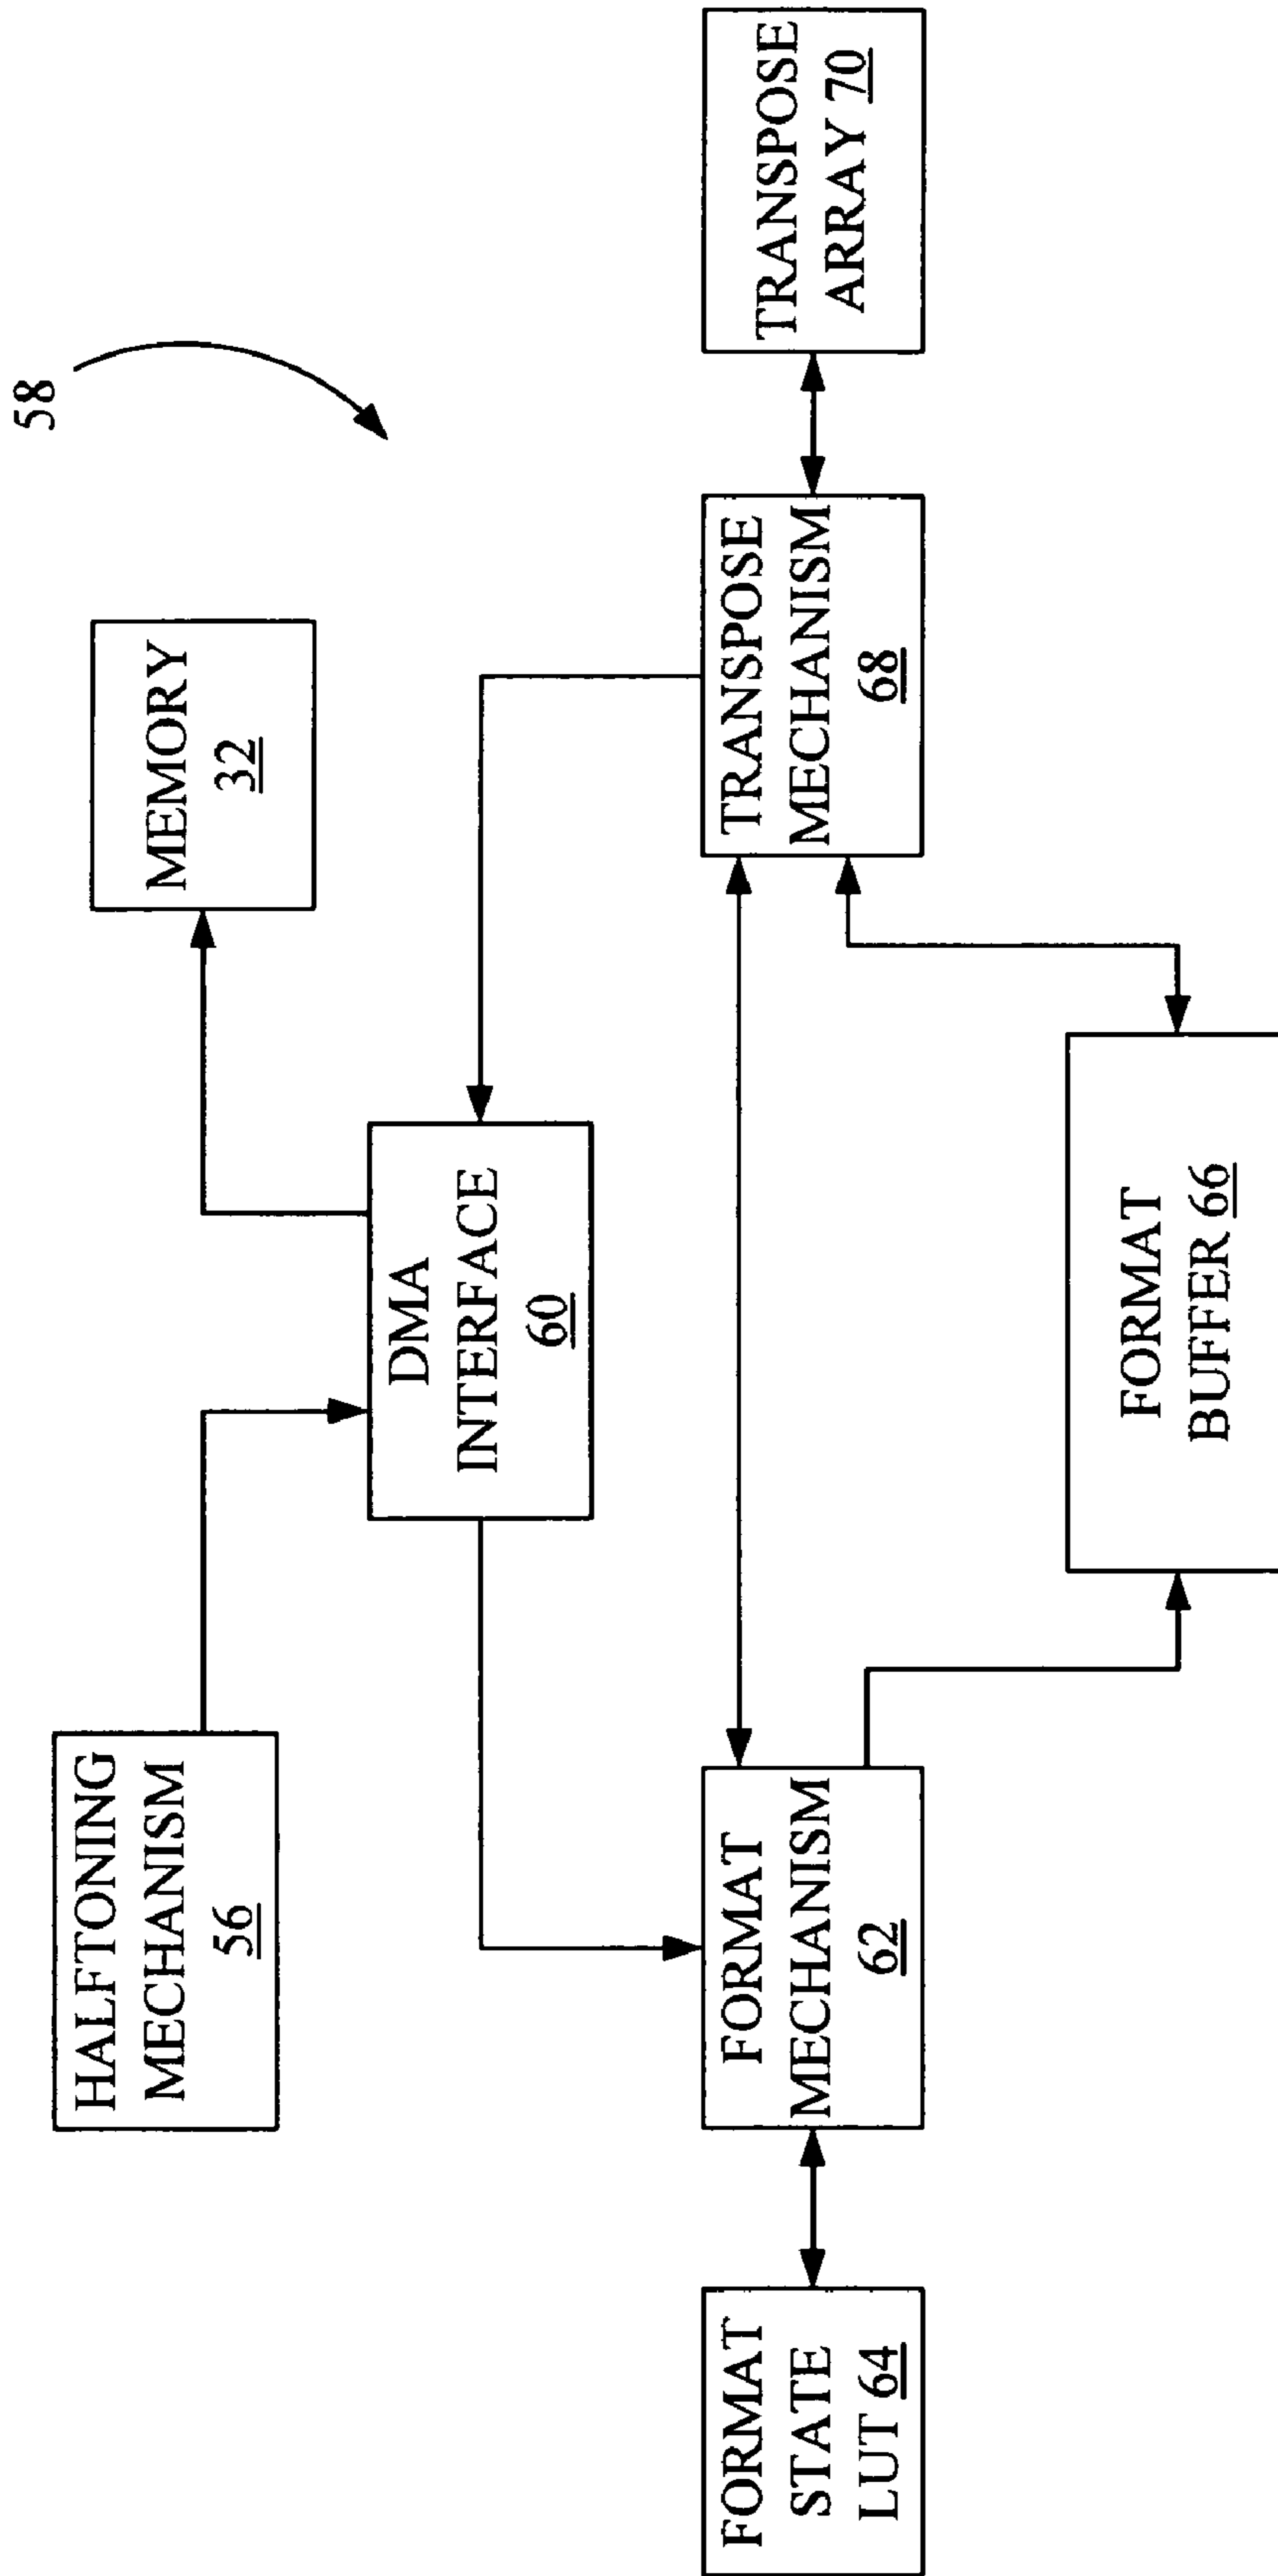 58
HALFTONING
MECHANISM
56
MEMORY
32
DMA
INTERFACE
60
FORMAT
STATE
LUT 64
FORMAT
MECHANISM
62
TRANSPOSE
MECHANISM
68
TRANSPOSE
ARRAY 70
FORMAT
BUFFER 66